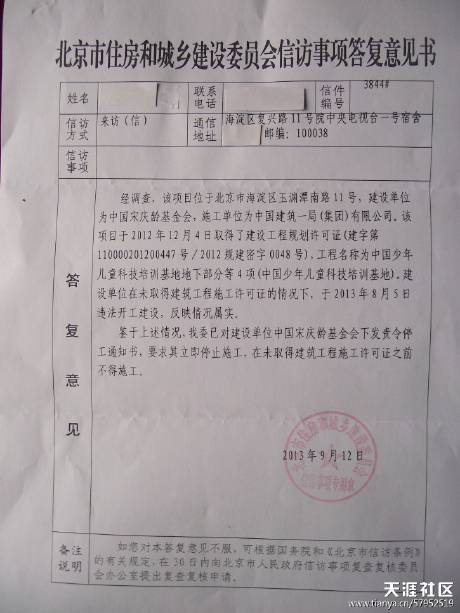 北京市住房和城乡建设委员会信访事项答复意见书
姓名
联系电话
信件编号
3844#
信访方式
来访（信）
通信地址
海淀区复兴路11号院中央电视台一号宿舍
邮编：100038
信访事项
答复意见
经调查，该项目位于北京市海淀区玉渊潭南路11号，建设单位
为中国宋庆龄基金会，施工单位为中国建筑一局(集团)有限公司。该
项目于2012年12月4日取得了建设工程规划许可证(建字第
110000201200447号/2012规建密字0048号)，工程名称为中国少年
儿童科技培训基地地下部分等4项(中国少年儿童科技培训基地)。建
设单位在未取得建筑工程施工许可证的情况下，于2013年8月5日
违法开工建设，反映情况属实。
鉴于上述情况，我委已对建设单位中国宋庆龄基金会下发责令停
工通知书，要求其立即停止施工，在未取得建筑工程施工许可证之前
不得施工。
2013年9月12日
备注说明
如您对本答复意见不服，可根据国务院和《北京市信访条例》
的有关规定，在30日内向北京市人民政府信访事项复查复核委员
会办公室提出复查复核申请。
天涯社区
www.tianya.cn/57952519